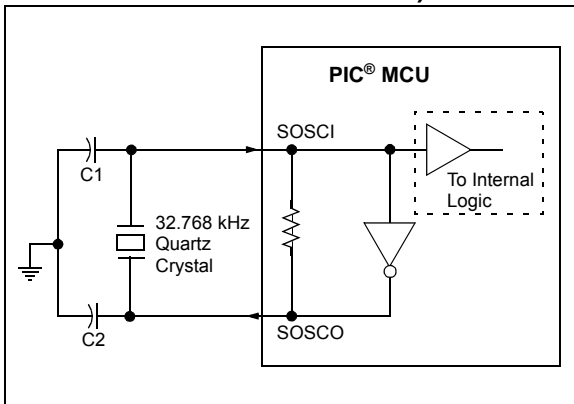 PIC® MCU
SOSCI
C1
To Internal
Logic
32.768 kHz
Quartz
Crystal
C2
SOSCO